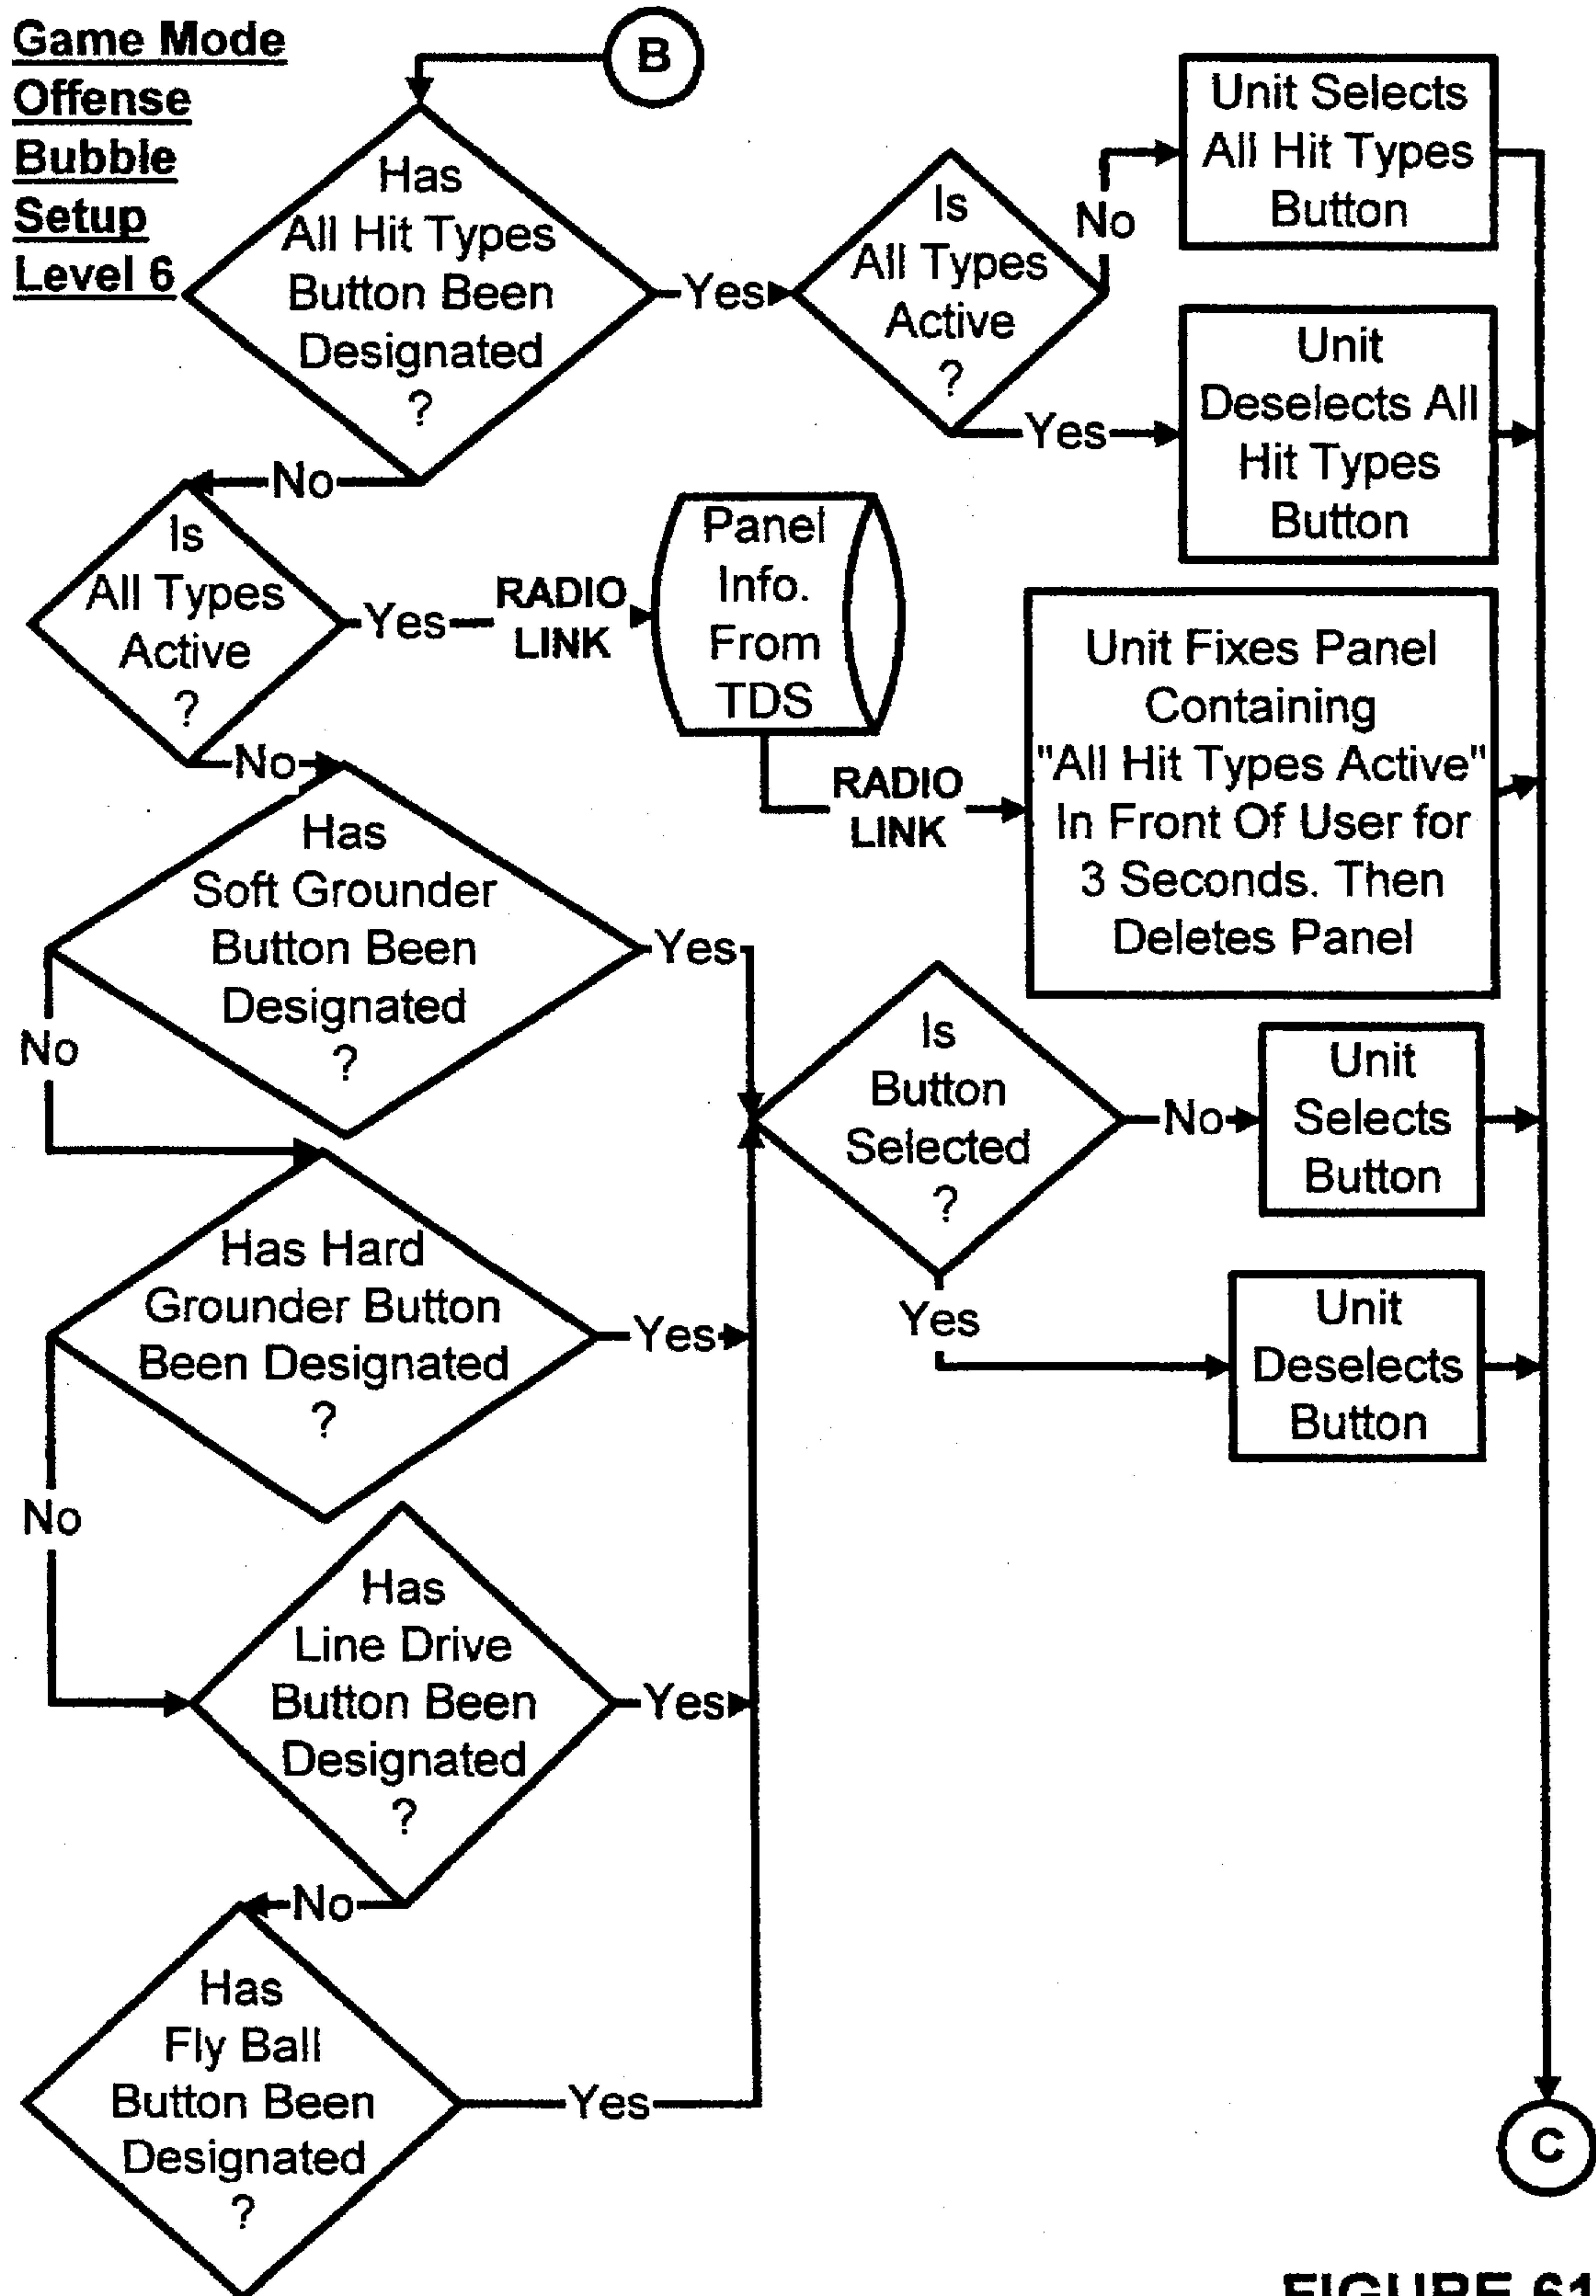 Game Mode
Offense
Bubble
Setup
Level 6
B
Has
All Hit Types
Button Been
Designated
?
Yes
Is
All Types
Active
?
No
Unit Selects
All Hit Types
Button
Yes
Unit
Deselects All
Hit Types
Button
No
Is
All Types
Active
?
Yes
RADIO
LINK
Panel
Info.
From
TDS
RADIO
LINK
Unit Fixes Panel
Containing
"All Hit Types Active"
In Front Of User for
3 Seconds. Then
Deletes Panel
No
Has
Soft Grounder
Button Been
Designated
?
Yes
No
Is
Button
Selected
?
No
Unit
Selects
Button
Yes
Unit
Deselects
Button
Has Hard
Grounder Button
Been Designated
?
Yes
No
Has
Line Drive
Button Been
Designated
?
Yes
No
Has
Fly Ball
Button Been
Designated
?
Yes
C
FIGURE 61